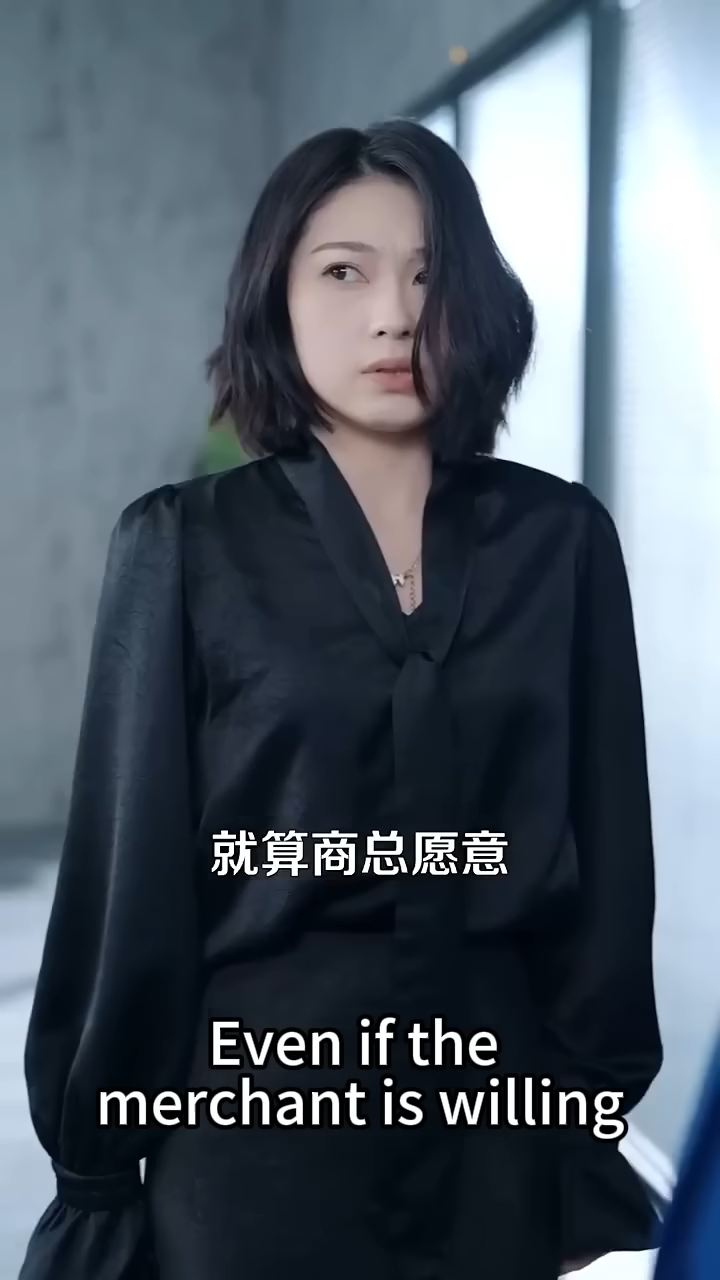 就算商总愿意
Even if the
merchant is willing